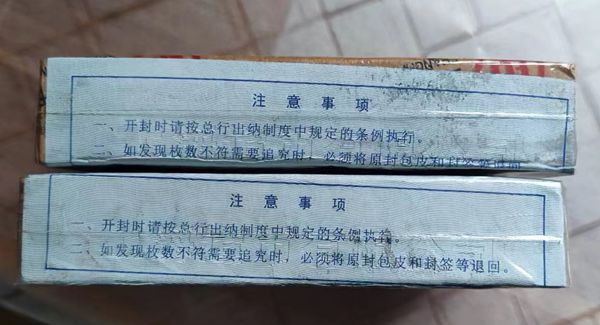 注意事项
一、开封时请按总行出纳制度中规定的条例执行。
二、如发现枚数不符需要追究时，必须将原封包皮和封签等退回
注意事项
一、开封时请按总行出纳制度中规定的条例执行。
二、如发现枚数不符需要追究时，必须将原封包皮和封签等退回。